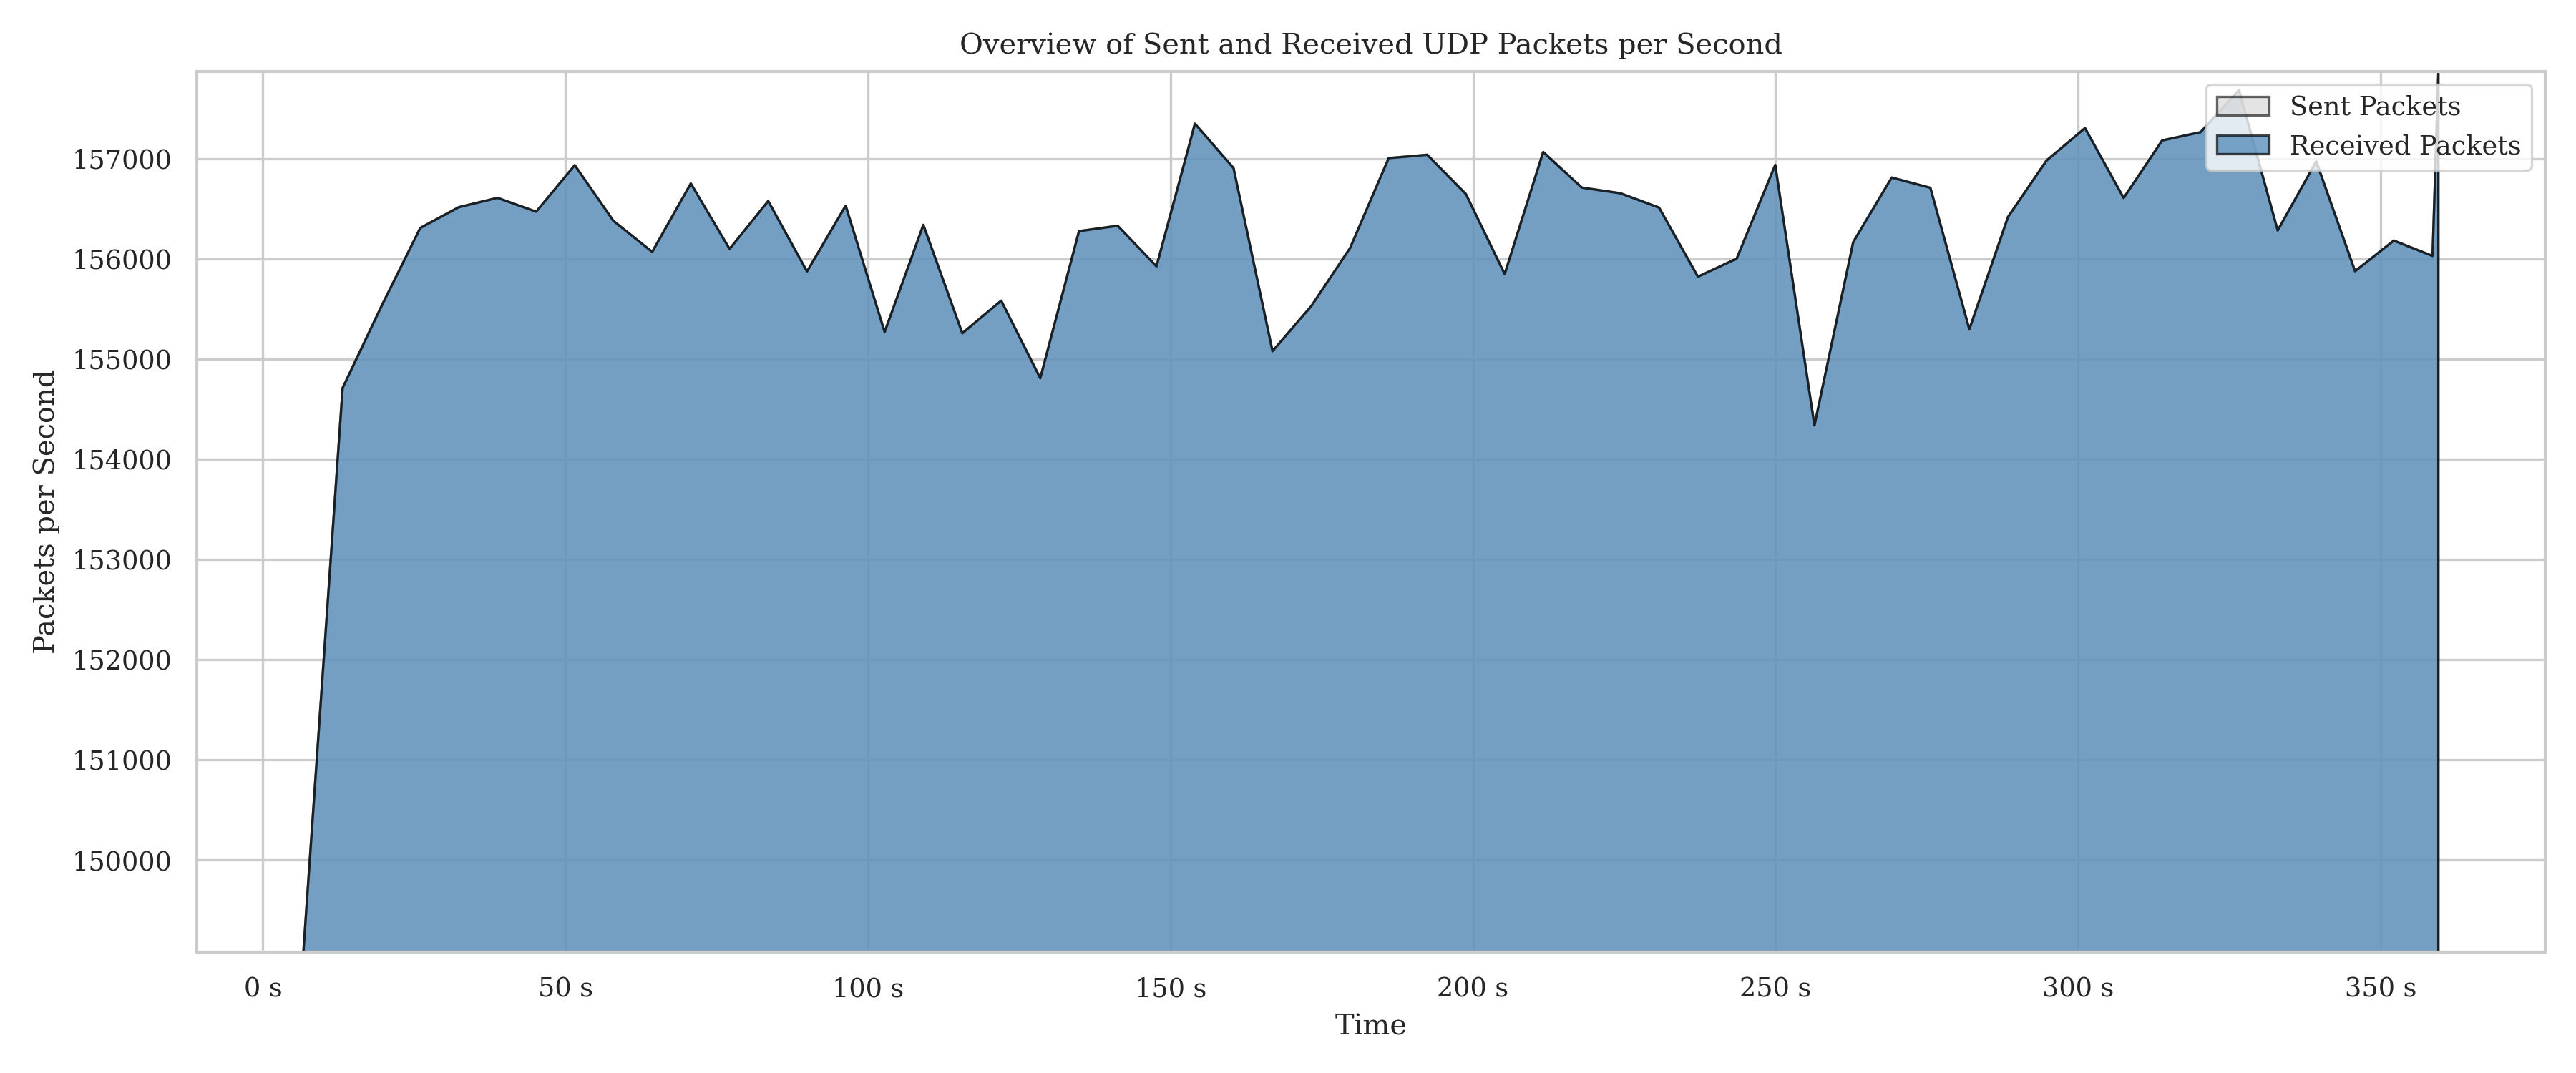 Overview of Sent and Received UDP Packets per Second
Sent Packets
Received Packets
157000
156000
155000
154000
153000
152000
151000
150000
Packets per Second
0 s
50 s
100 s
150 s
200 s
250 s
300 s
350 s
Time